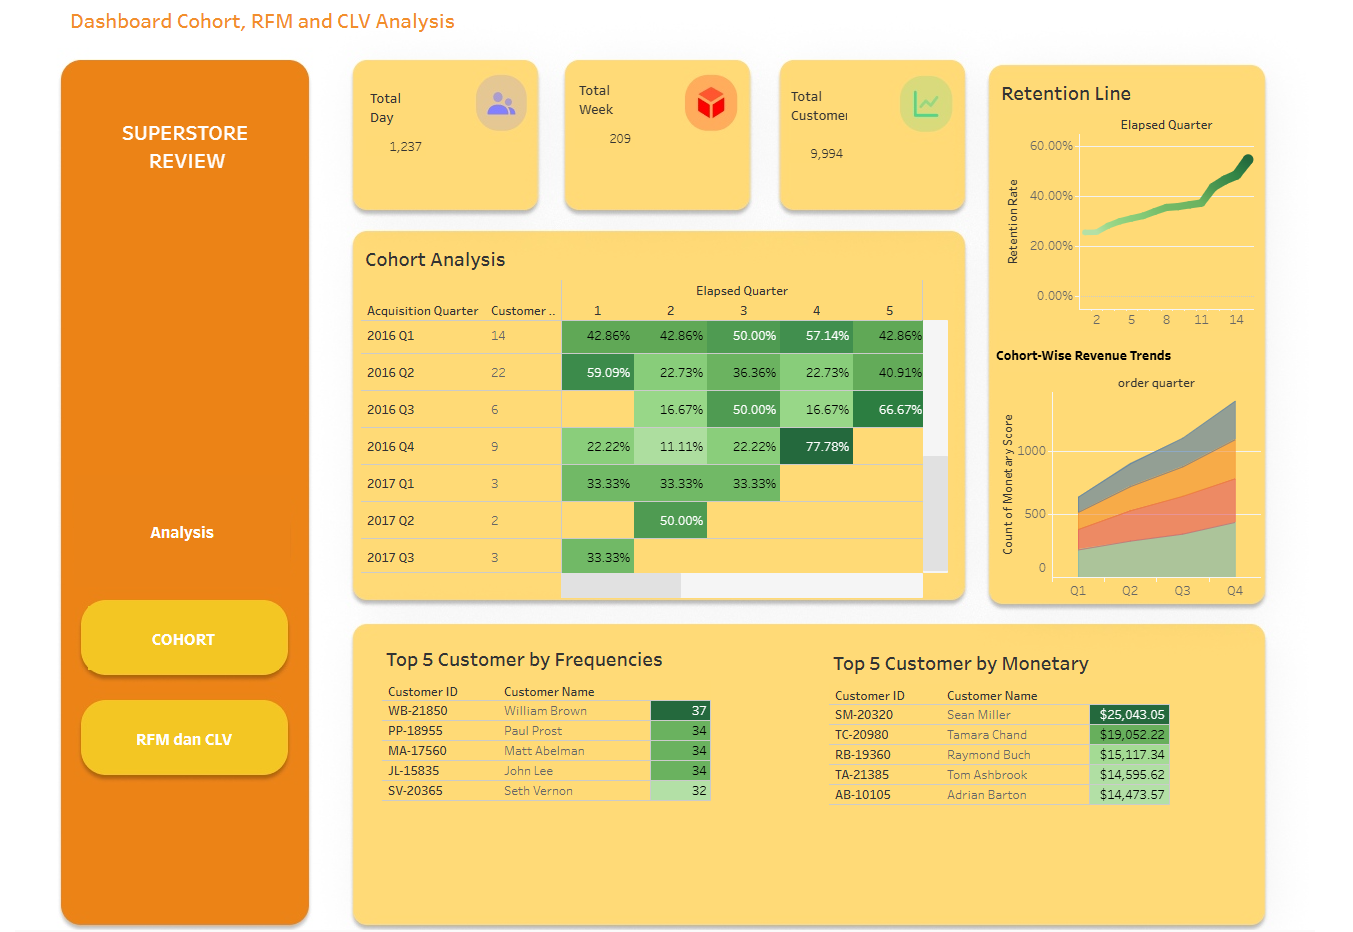 Dashboard Cohort, RFM and CLV Analysis
SUPERSTORE
REVIEW
Analysis
COHORT
RFM dan CLV
Total
Day
1,237
Total
Week
209
Total
Customer
9,994
Cohort Analysis
Elapsed Quarter
Acquisition Quarter Customer .. 1 2 3 4 5
2016 Q1 14 42.86% 42.86% 50.00% 57.14% 42.86%
2016 Q2 22 59.09% 22.73% 36.36% 22.73% 40.91%
2016 Q3 6 16.67% 50.00% 16.67% 66.67%
2016 Q4 9 22.22% 11.11% 22.22% 77.78%
2017 Q1 3 33.33% 33.33% 33.33%
2017 Q2 2 50.00%
2017 Q3 3 33.33%
Retention Line
Elapsed Quarter
Retention Rate
60.00%
40.00%
20.00%
0.00%
2 5 8 11 14
Cohort-Wise Revenue Trends
order quarter
Count of Monetary Score
1000
500
0
Q1 Q2 Q3 Q4
Top 5 Customer by Frequencies
Customer ID Customer Name
WB-21850 William Brown 37
PP-18955 Paul Prost 34
MA-17560 Matt Abelman 34
JL-15835 John Lee 34
SV-20365 Seth Vernon 32
Top 5 Customer by Monetary
Customer ID Customer Name
SM-20320 Sean Miller $25,043.05
TC-20980 Tamara Chand $19,052.22
RB-19360 Raymond Buch $15,117.34
TA-21385 Tom Ashbrook $14,595.62
AB-10105 Adrian Barton $14,473.57